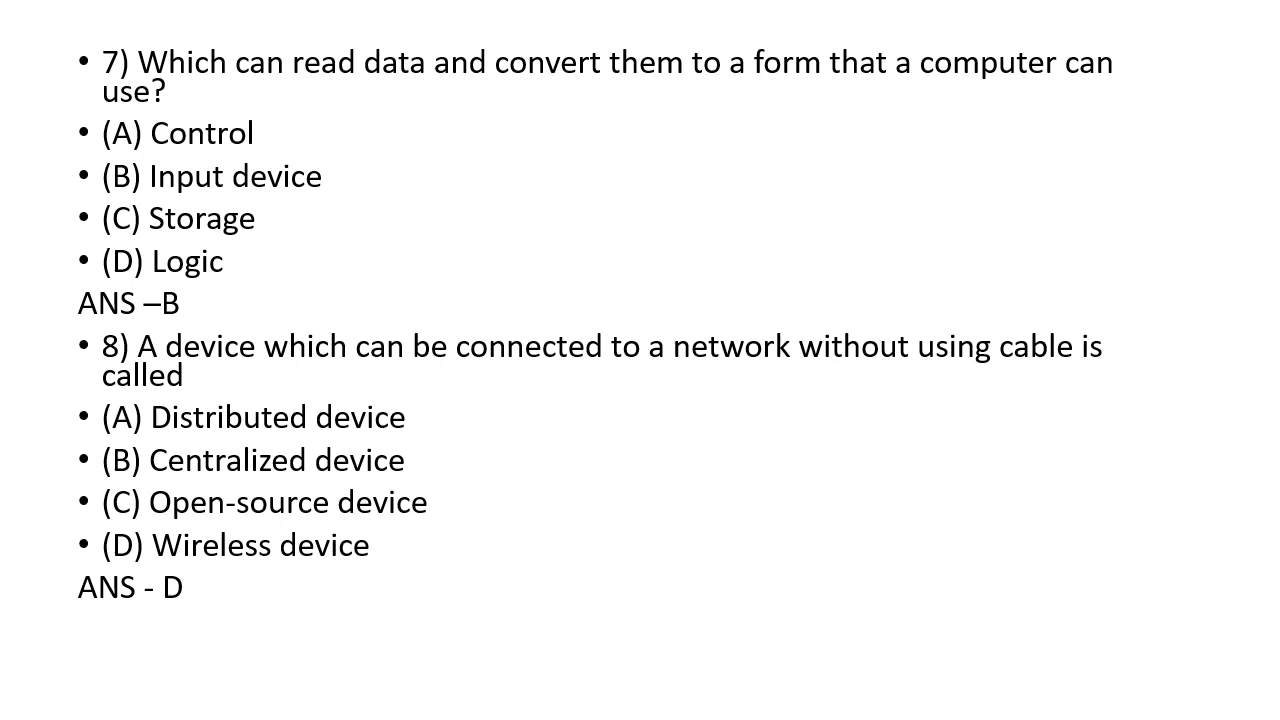 • 7) Which can read data and convert them to a form that a computer can
use?
• (A) Control
• (B) Input device
• (C) Storage
• (D) Logic
ANS –B
• 8) A device which can be connected to a network without using cable is
called
• (A) Distributed device
• (B) Centralized device
• (C) Open-source device
• (D) Wireless device
ANS - D